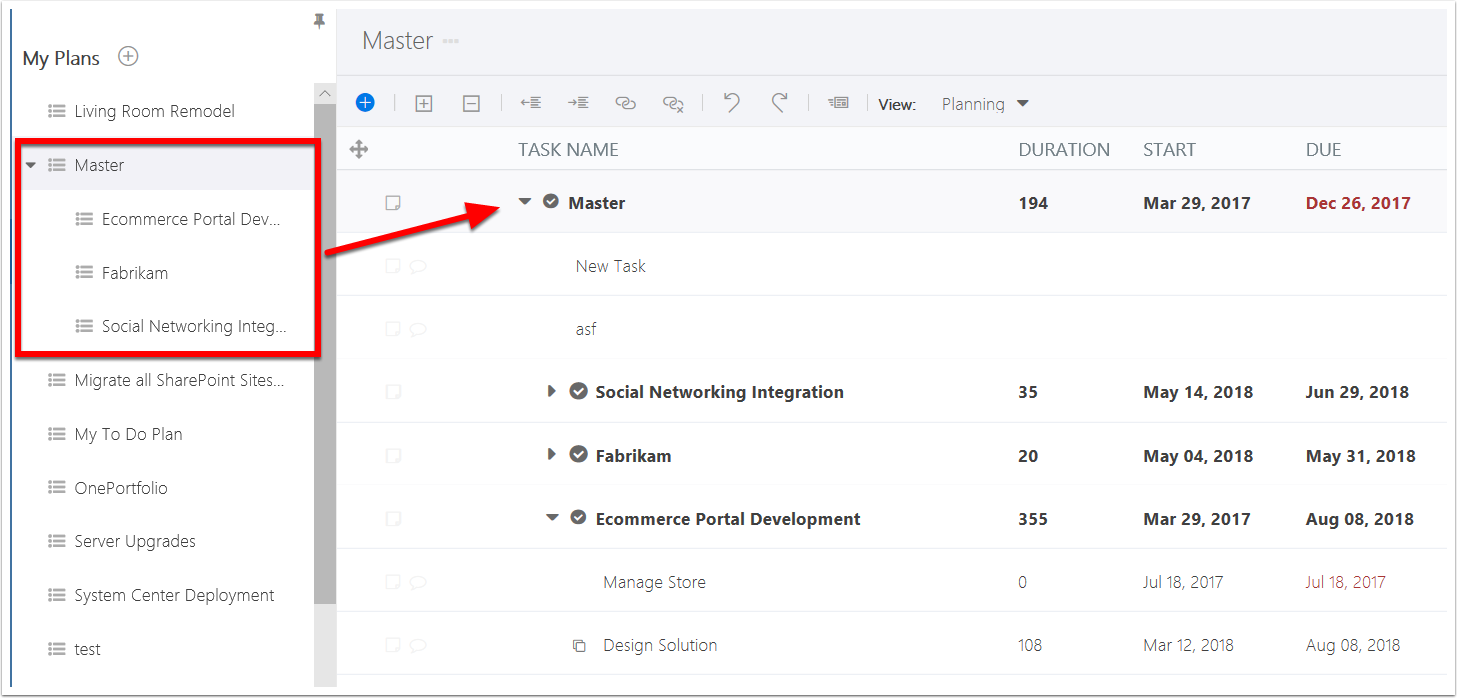 My Plans
Living Room Remodel
Master
Ecommerce Portal Dev...
Fabrikam
Social Networking Integ...
Migrate all SharePoint Sites...
My To Do Plan
OnePortfolio
Server Upgrades
System Center Deployment
test
Master
View: Planning
TASK NAME DURATION START DUE
Master 194 Mar 29, 2017 Dec 26, 2017
New Task
asf
Social Networking Integration 35 May 14, 2018 Jun 29, 2018
Fabrikam 20 May 04, 2018 May 31, 2018
Ecommerce Portal Development 355 Mar 29, 2017 Aug 08, 2018
Manage Store 0 Jul 18, 2017 Jul 18, 2017
Design Solution 108 Mar 12, 2018 Aug 08, 2018